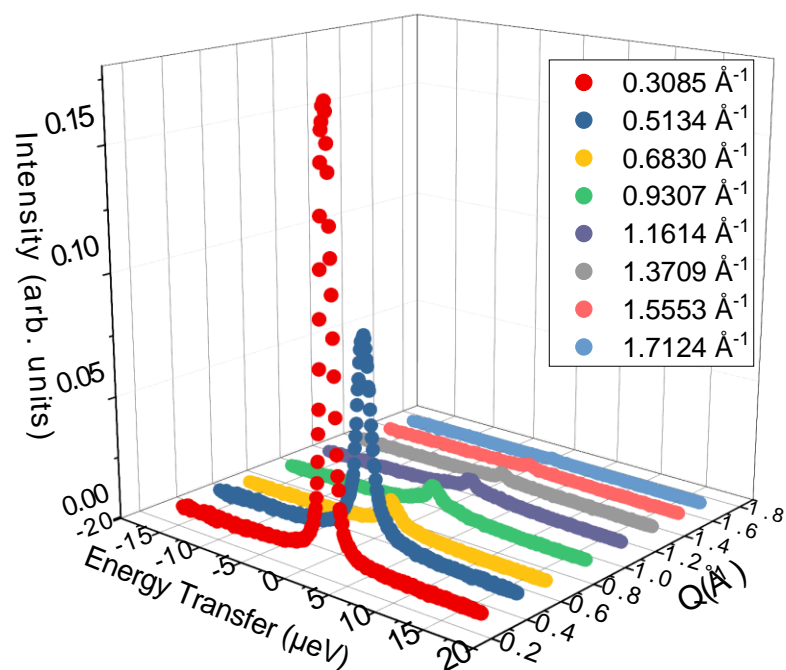 Intensity (arb. units)
0.15
0.10
0.05
0.00
-20
-15
-10
-5
0
5
10
15
20
Energy Transfer (µeV)
0.2
0.4
0.6
0.8
1.0
1.2
1.4
1.6
1.8
Q(Å⁻¹)
0.3085 Å⁻¹
0.5134 Å⁻¹
0.6830 Å⁻¹
0.9307 Å⁻¹
1.1614 Å⁻¹
1.3709 Å⁻¹
1.5553 Å⁻¹
1.7124 Å⁻¹